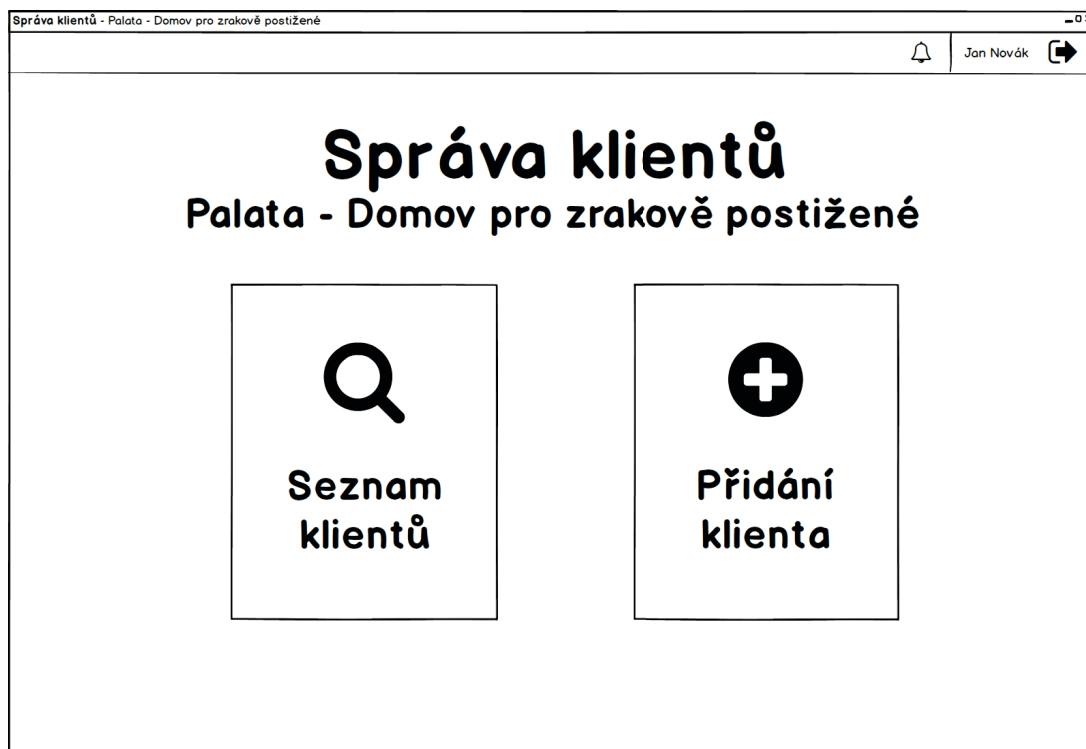 Správa klientů - Palata - Domov pro zrakově postižené
Jan Novák
Správa klientů
Palata - Domov pro zrakově postižené
Seznam
klientů
Přidání
klienta